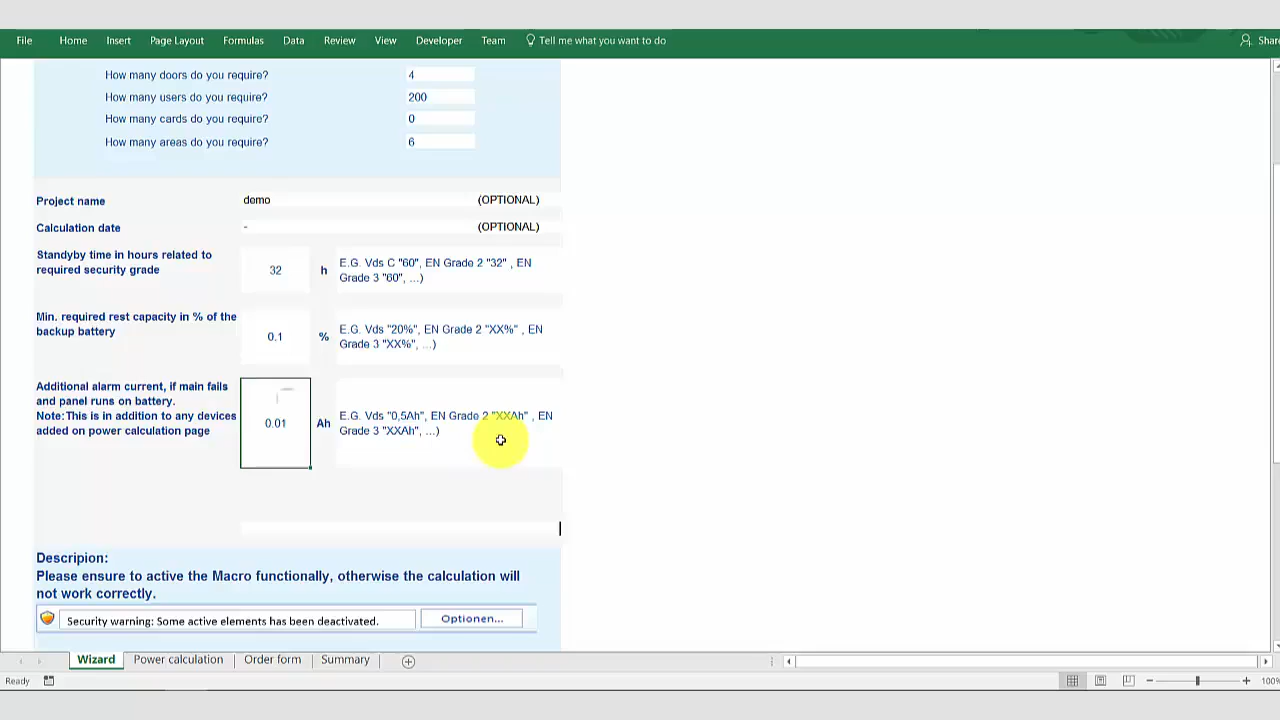 File Home Insert Page Layout Formulas Data Review View Developer Team Tell me what you want to do Share
How many doors do you require? 4
How many users do you require? 200
How many cards do you require? 0
How many areas do you require? 6
Project name demo (OPTIONAL)
Calculation date - (OPTIONAL)
Standyby time in hours related to
required security grade
32 h
E.G. Vds C "60", EN Grade 2 "32" , EN
Grade 3 "60", ...)
Min. required rest capacity in % of the
backup battery
0.1 %
E.G. Vds "20%", EN Grade 2 "XX%" , EN
Grade 3 "XX%", ...)
Additional alarm current, if main fails
and panel runs on battery.
Note:This is in addition to any devices
added on power calculation page
0.01 Ah
E.G. Vds "0,5Ah", EN Grade 2 "XXAh" , EN
Grade 3 "XXAh", ...)
Descripion:
Please ensure to active the Macro functionally, otherwise the calculation will
not work correctly.
Security warning: Some active elements has been deactivated. Optionen...
Wizard Power calculation Order form Summary
Ready 100%